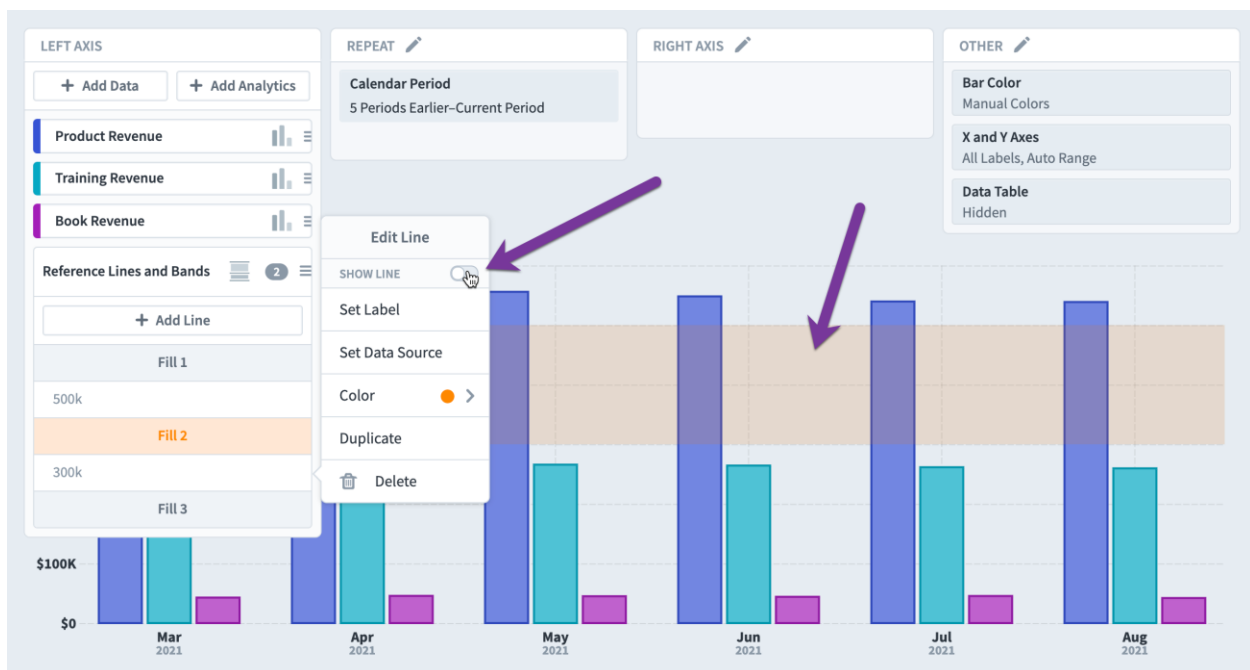 LEFT AXIS
+ Add Data
+ Add Analytics
Product Revenue
Training Revenue
Book Revenue
Reference Lines and Bands
2
+ Add Line
Fill 1
500k
Fill 2
300k
Fill 3
REPEAT
Calendar Period
5 Periods Earlier–Current Period
RIGHT AXIS
OTHER
Bar Color
Manual Colors
X and Y Axes
All Labels, Auto Range
Data Table
Hidden
Edit Line
SHOW LINE
Set Label
Set Data Source
Color
Duplicate
Delete
$100K
$0
Mar
2021
Apr
2021
May
2021
Jun
2021
Jul
2021
Aug
2021